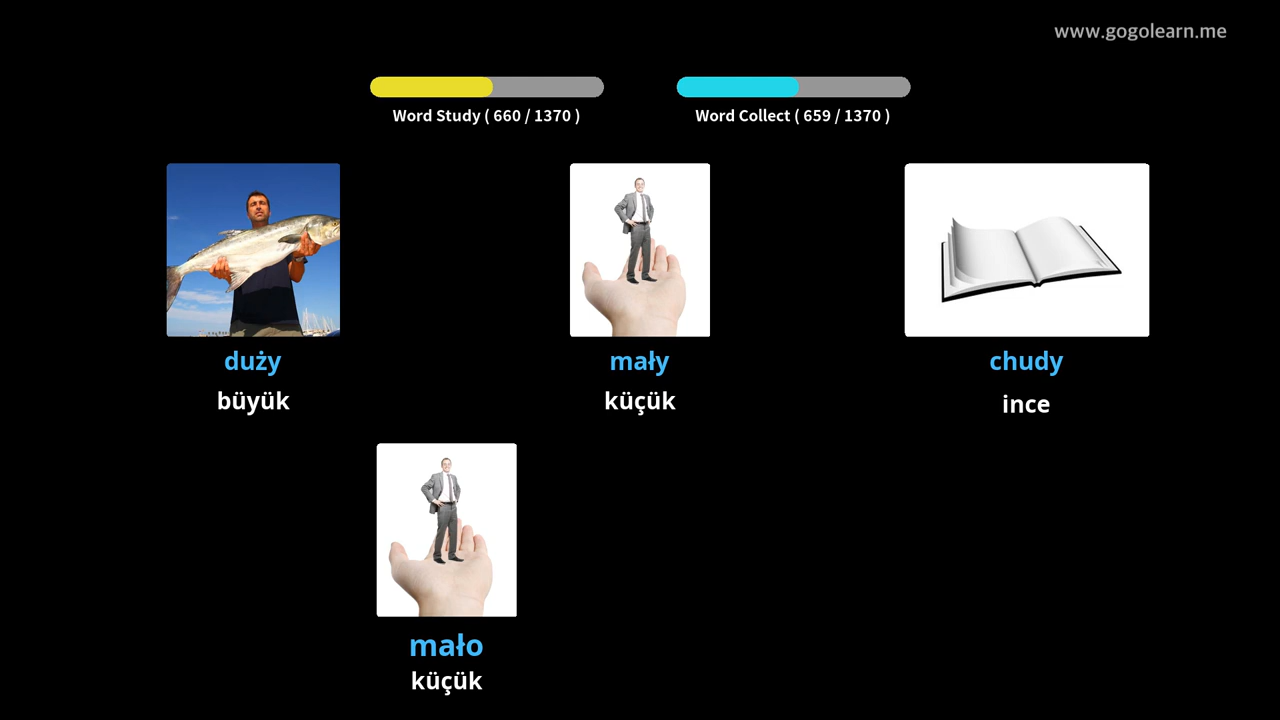 www.gogolearn.me
Word Study ( 660 / 1370 )
Word Collect ( 659 / 1370 )
duży
büyük
mały
küçük
chudy
ince
mało
küçük